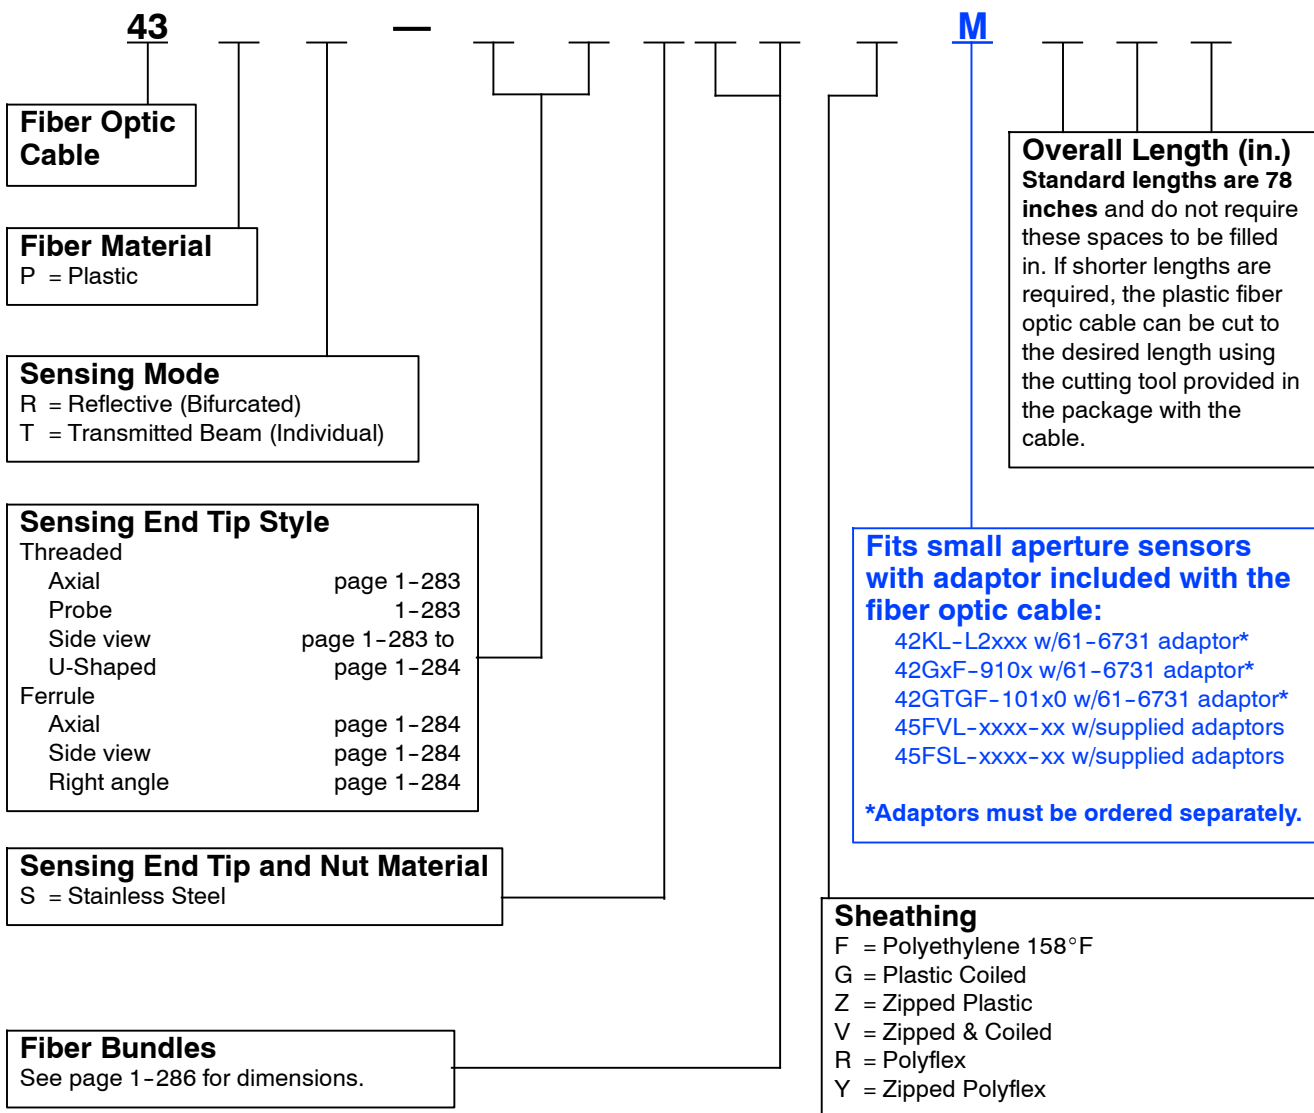 43 — M
Fiber Optic
Cable
Fiber Material
P = Plastic
Sensing Mode
R = Reflective (Bifurcated)
T = Transmitted Beam (Individual)
Sensing End Tip Style
Threaded
Axial page 1-283
Probe 1-283
Side view page 1-283 to
U-Shaped page 1-284
Ferrule
Axial page 1-284
Side view page 1-284
Right angle page 1-284
Sensing End Tip and Nut Material
S = Stainless Steel
Fiber Bundles
See page 1-286 for dimensions.
Overall Length (in.)
Standard lengths are 78
inches and do not require
these spaces to be filled
in. If shorter lengths are
required, the plastic fiber
optic cable can be cut to
the desired length using
the cutting tool provided in
the package with the
cable.
Fits small aperture sensors
with adaptor included with the
fiber optic cable:
42KL-L2xxx w/61-6731 adaptor*
42GxF-910x w/61-6731 adaptor*
42GTGF-101x0 w/61-6731 adaptor*
45FVL-xxxx-xx w/supplied adaptors
45FSL-xxxx-xx w/supplied adaptors
*Adaptors must be ordered separately.
Sheathing
F = Polyethylene 158°F
G = Plastic Coiled
Z = Zipped Plastic
V = Zipped & Coiled
R = Polyflex
Y = Zipped Polyflex